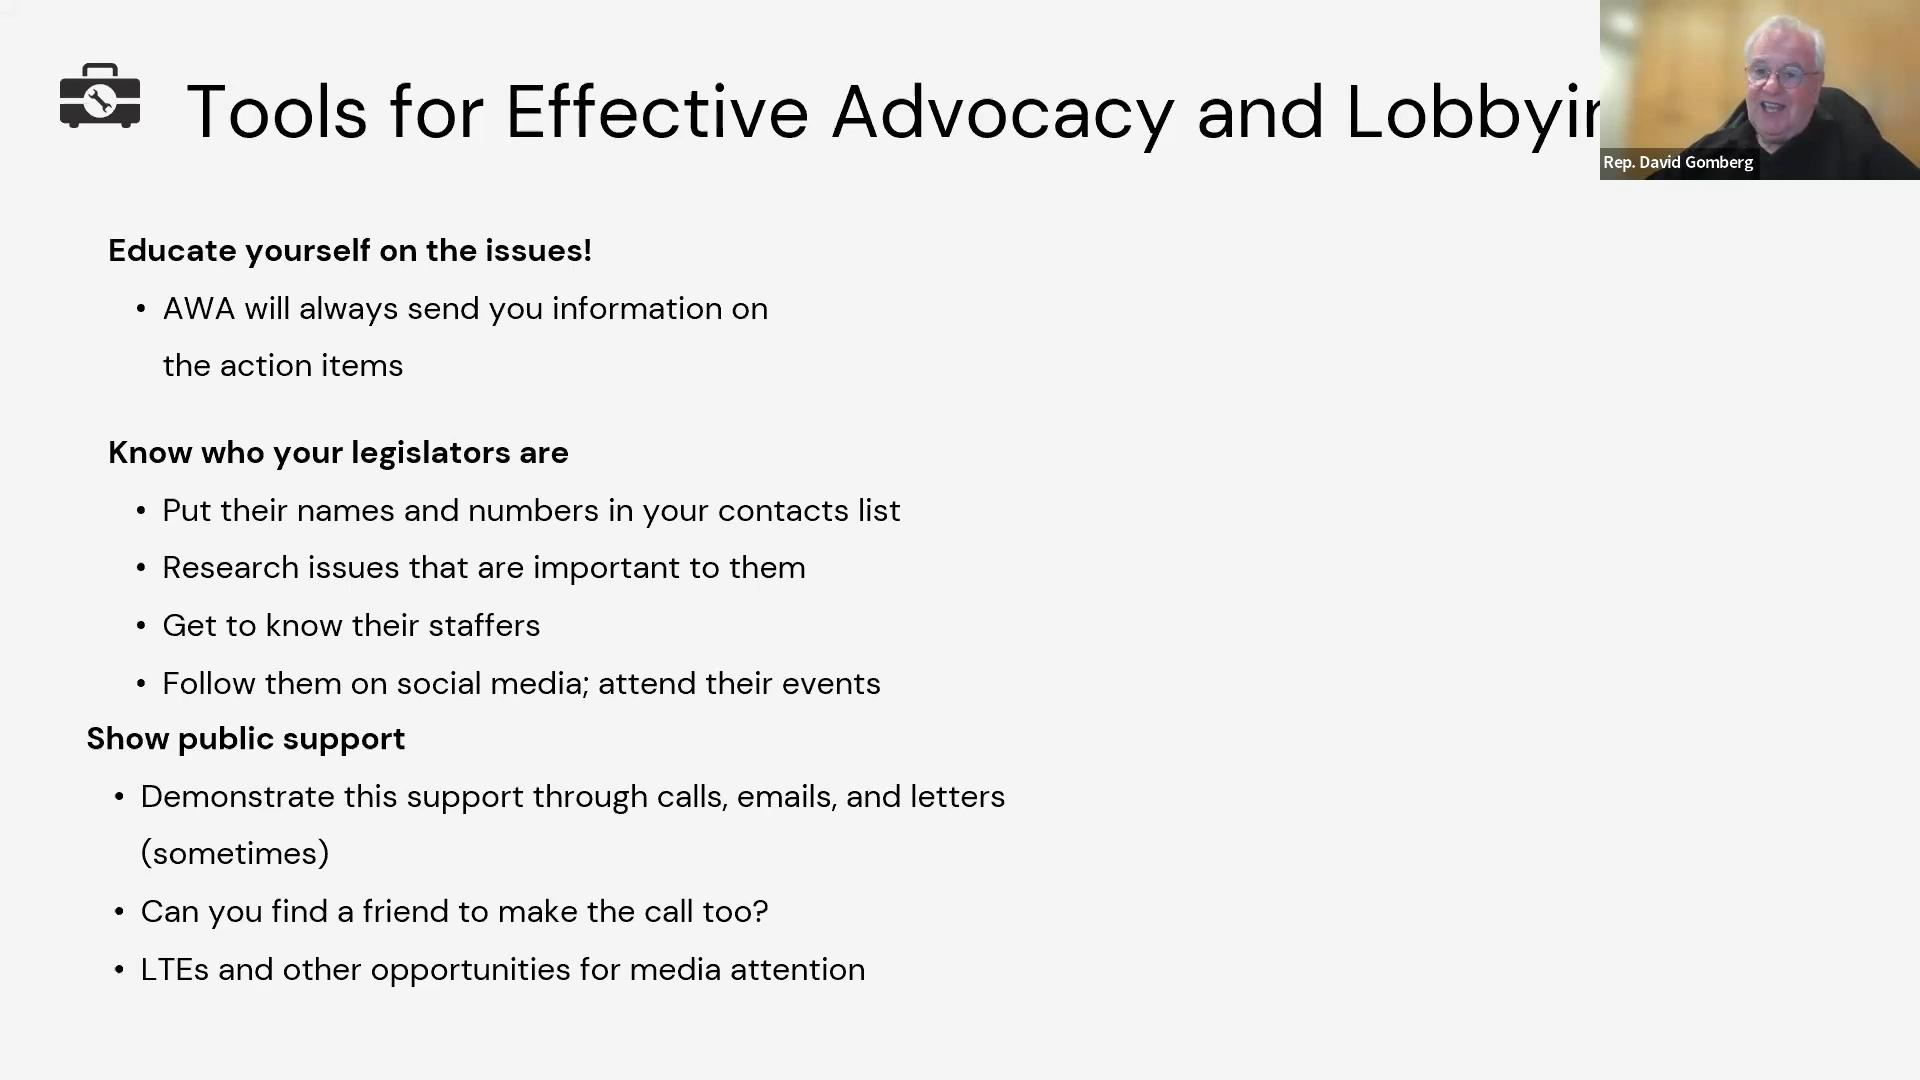 Tools for Effective Advocacy and Lobbyin
Rep. David Gomberg
Educate yourself on the issues!
• AWA will always send you information on
the action items
Know who your legislators are
• Put their names and numbers in your contacts list
• Research issues that are important to them
• Get to know their staffers
• Follow them on social media; attend their events
Show public support
• Demonstrate this support through calls, emails, and letters
(sometimes)
• Can you find a friend to make the call too?
• LTEs and other opportunities for media attention